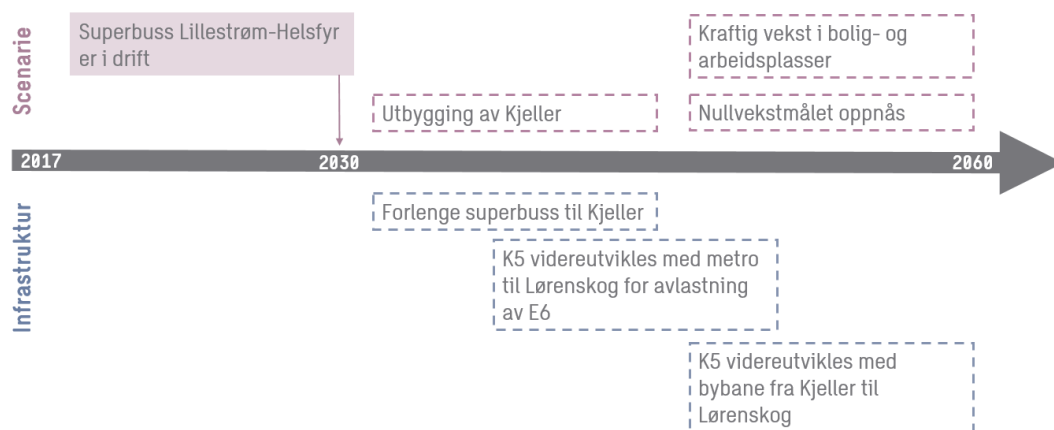 Scenarie
Superbuss Lillestrøm-Helsfyr
er i drift
Kraftig vekst i bolig- og
arbeidsplasser
Utbygging av Kjeller
Nullvekstmålet oppnås
2017
2030
2060
Infrastruktur
Forlenge superbuss til Kjeller
K5 videreutvikles med metro
til Lørenskog for avlastning
av E6
K5 videreutvikles med
bybane fra Kjeller til
Lørenskog